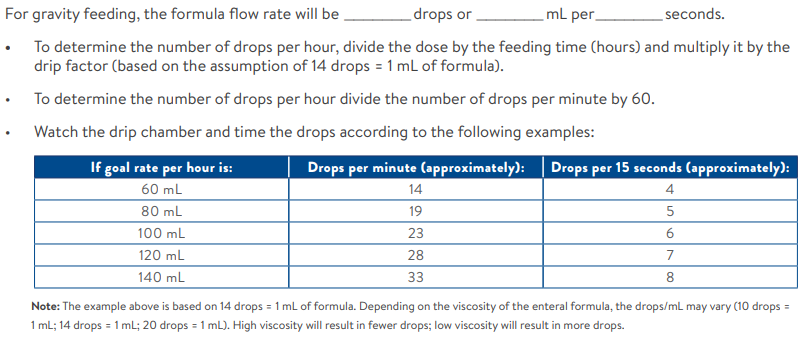 For gravity feeding, the formula flow rate will be _________ drops or _________ mL per_________ seconds.
• To determine the number of drops per hour, divide the dose by the feeding time (hours) and multiply it by the
drip factor (based on the assumption of 14 drops = 1 mL of formula).
• To determine the number of drops per hour divide the number of drops per minute by 60.
• Watch the drip chamber and time the drops according to the following examples:
If goal rate per hour is: Drops per minute (approximately): Drops per 15 seconds (approximately):
60 mL 14 4
80 mL 19 5
100 mL 23 6
120 mL 28 7
140 mL 33 8
Note: The example above is based on 14 drops = 1 mL of formula. Depending on the viscosity of the enteral formula, the drops/mL may vary (10 drops =
1 mL; 14 drops = 1 mL; 20 drops = 1 mL). High viscosity will result in fewer drops; low viscosity will result in more drops.